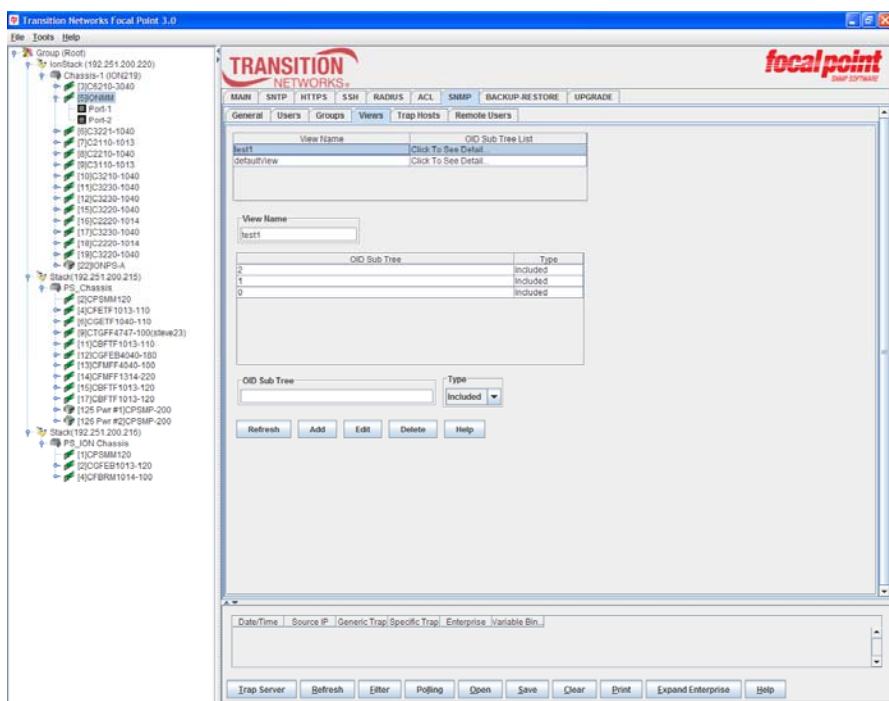 Transition Networks Focal Point 3.0
File Tools Help
Group (Root)
IonStack (192.251.200.220)
Chassis-1 (ION219)
[3]C6210-3040
[5]IONMM
Port-1
Port-2
[6]C3221-1040
[7]C2110-1013
[8]C2210-1040
[9]C3110-1013
[10]C3210-1040
[11]C3230-1040
[12]C3230-1040
[15]C3220-1040
[16]C2220-1014
[17]C3230-1040
[18]C2220-1014
[19]C3220-1040
[22]IONPS-A
Stack(192.251.200.215)
PS_Chassis
[2]CPSMM120
[4]CFETF1013-110
[6]CGETF1040-110
[9]CTGFF4747-100(steve23)
[11]CBFTF1013-110
[12]CGFEB4040-180
[13]CFMFF4040-100
[14]CFMFF1314-220
[15]CBFTF1013-120
[17]CBFTF1013-120
[125 Pwr #1]CPSMP-200
[126 Pwr #2]CPSMP-200
Stack(192.251.200.216)
PS_ION Chassis
[1]CPSMM120
[2]CGFEB1013-120
[4]CFBRM1014-100
TRANSITION
NETWORKS®
focal point
SNMP SOFTWARE
MAIN SNTP HTTPS SSH RADIUS ACL SNMP BACKUP-RESTORE UPGRADE
General Users Groups Views Trap Hosts Remote Users
View Name OID Sub Tree List
test1 Click To See Detail...
defaultView Click To See Detail...
View Name
test1
OID Sub Tree Type
2 Included
1 Included
0 Included
OID Sub Tree Type
Included
Refresh Add Edit Delete Help
Date/Time Source IP Generic Trap Specific Trap Enterprise Variable Bin...
Trap Server Refresh Filter Polling Open Save Clear Print Expand Enterprise Help